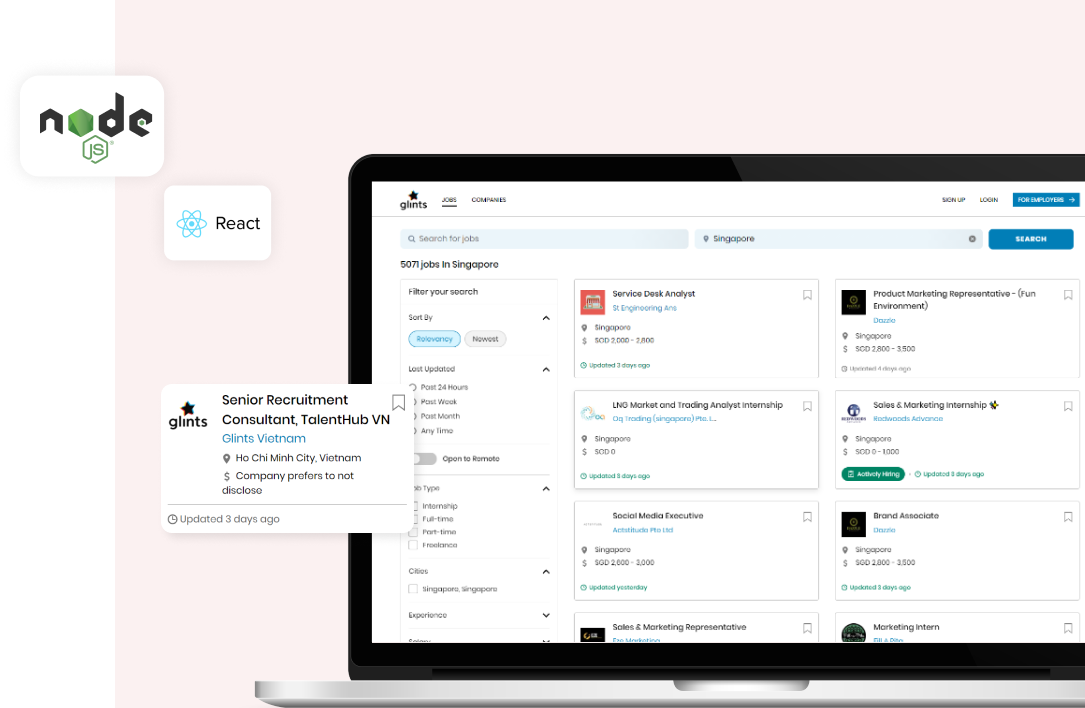 node
JS
React
glints
JOBS
COMPANIES
SIGN UP
LOGIN
FOR EMPLOYERS
Search for jobs
Singapore
SEARCH
5071 jobs In Singapore
Filter your search
Sort By
Relevancy
Newest
Last Updated
Past 24 Hours
Past Week
Past Month
Any Time
Open to Remote
Job Type
Internship
Full-time
Part-time
Freelance
Cities
Singapore, Singapore
Experience
Salary
Service Desk Analyst
St Engineering Ans
Singapore
SGD 2,000 - 2,800
Updated 3 days ago
Product Marketing Representative - (Fun
Environment)
Dazzle
Singapore
SGD 2,800 - 3,500
Updated 4 days ago
LNG Market and Trading Analyst Internship
Oq Trading (singapore) Pte. l...
Singapore
SGD 0
Updated 3 days ago
Sales & Marketing Internship
Redwoods Advance
Singapore
SGD 0 - 1,000
Actively Hiring
Updated 3 days ago
Social Media Executive
Actstitude Pte Ltd
Singapore
SGD 2,600 - 3,000
Updated yesterday
Brand Associate
Dazzle
Singapore
SGD 2,800 - 3,500
Updated 3 days ago
Sales & Marketing Representative
Marketing Intern
glints
Senior Recruitment
Consultant, TalentHub VN
Glints Vietnam
Ho Chi Minh City, Vietnam
$ Company prefers to not
disclose
Updated 3 days ago